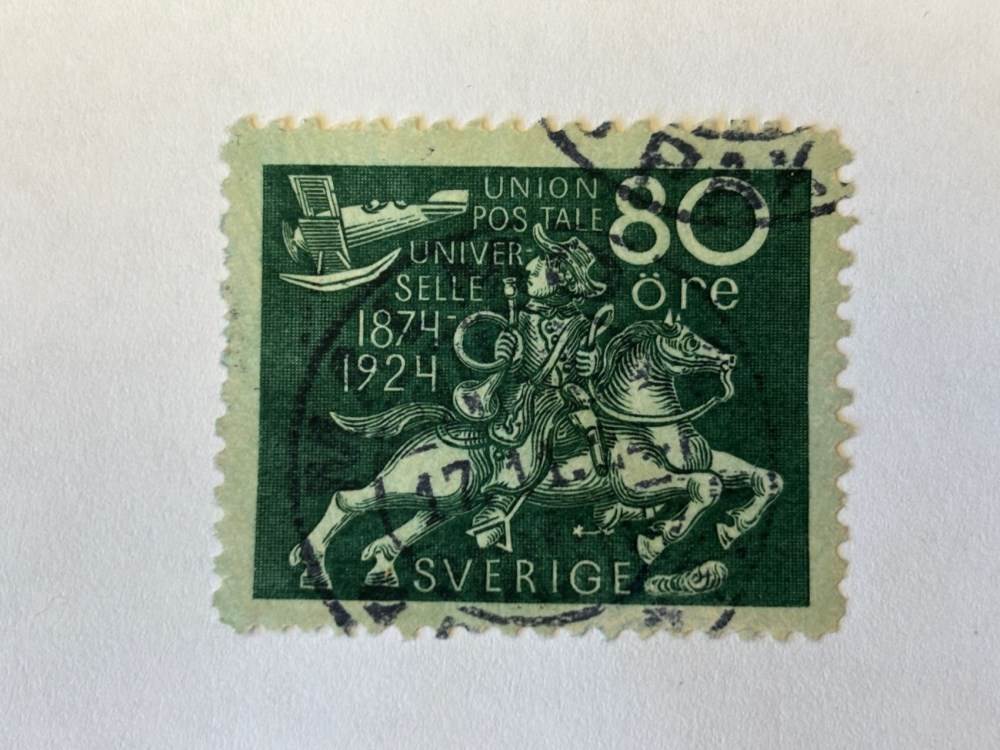 UNION
POSTALE
UNIVER-
SELLE
1874-
1924
80
öre
SVERIGE